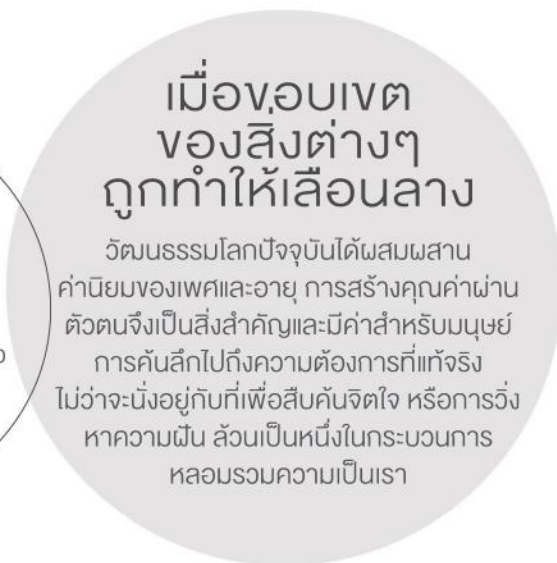 เมื่อขอบเขต
ของสิ่งต่างๆ
ถูกทำให้เลือนลาง
วัฒนธรรมโลกปัจจุบันได้ผสมผสาน
ค่านิยมของเพศและอายุ การสร้างคุณค่าผ่าน
ตัวตนจึงเป็นสิ่งสำคัญและมีค่าสำหรับมนุษย์
การค้นลึกไปถึงความต้องการที่แท้จริง
ไม่ว่าจะนั่งอยู่กับที่เพื่อสืบค้นจิตใจ หรือการวิ่ง
หาความฝัน ล้วนเป็นหนึ่งในกระบวนการ
หลอมรวมความเป็นเรา